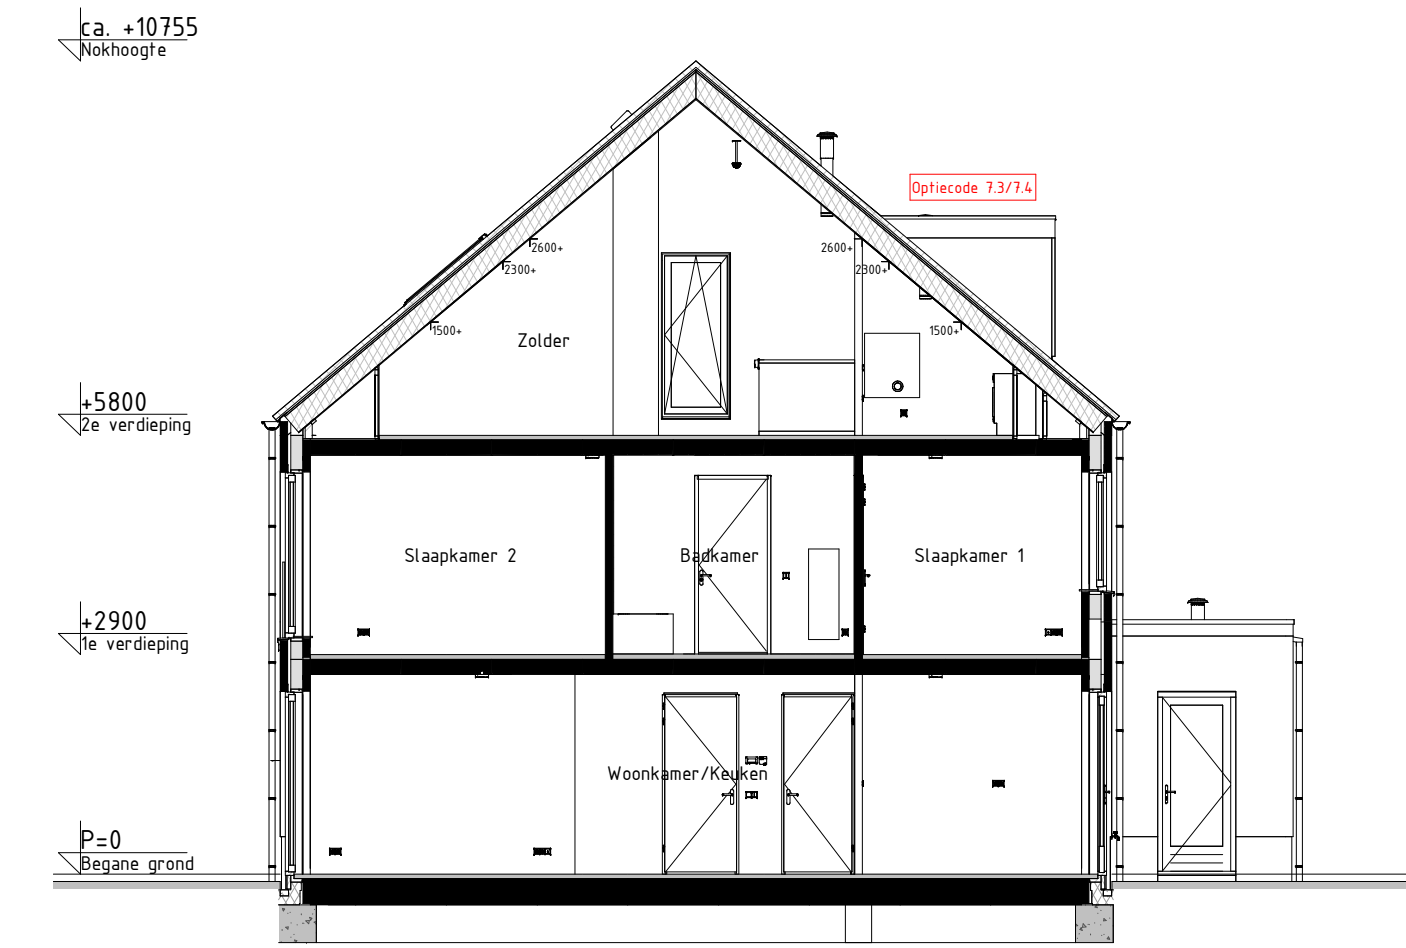 ca. +10755
Nokhoogte
Optiecode 7.3/7.4
2600+
2600+
2300+
2300+
1500+
1500+
Zolder
+5800
2e verdieping
Slaapkamer 2
Badkamer
Slaapkamer 1
+2900
1e verdieping
Woonkamer/Keuken
P=0
Begane grond